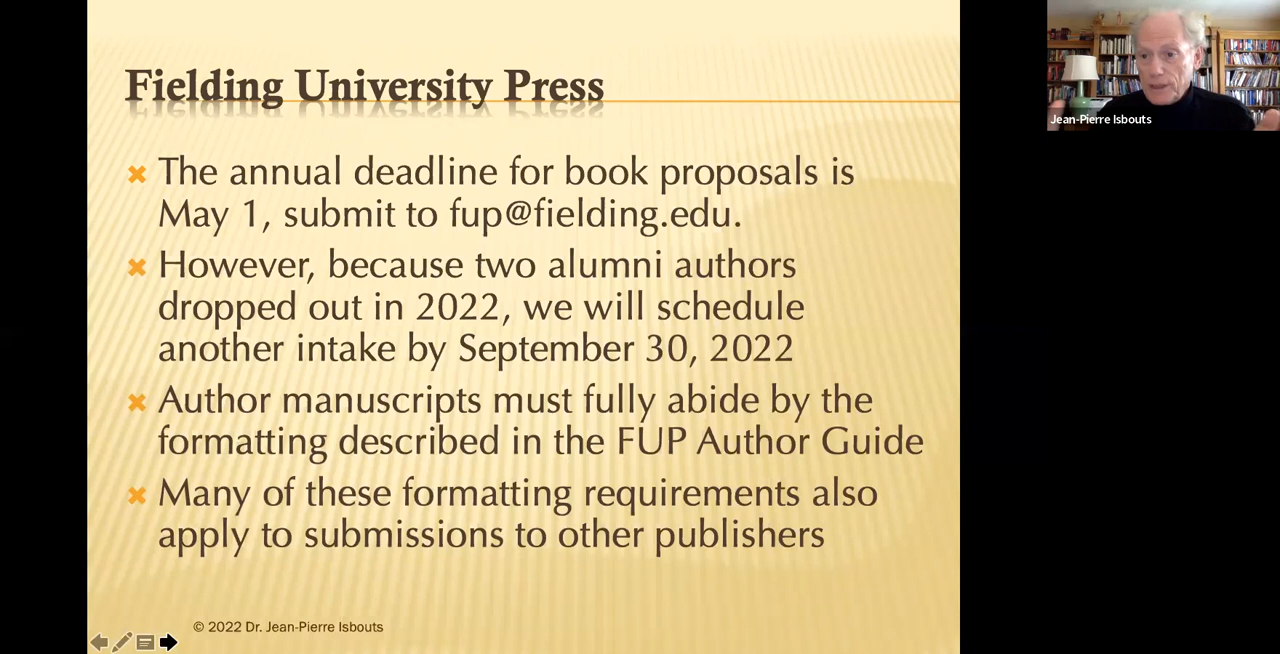 Fielding University Press
The annual deadline for book proposals is
May 1, submit to fup@fielding.edu.
However, because two alumni authors
dropped out in 2022, we will schedule
another intake by September 30, 2022
Author manuscripts must fully abide by the
formatting described in the FUP Author Guide
Many of these formatting requirements also
apply to submissions to other publishers
© 2022 Dr. Jean-Pierre Isbouts
Jean-Pierre Isbouts